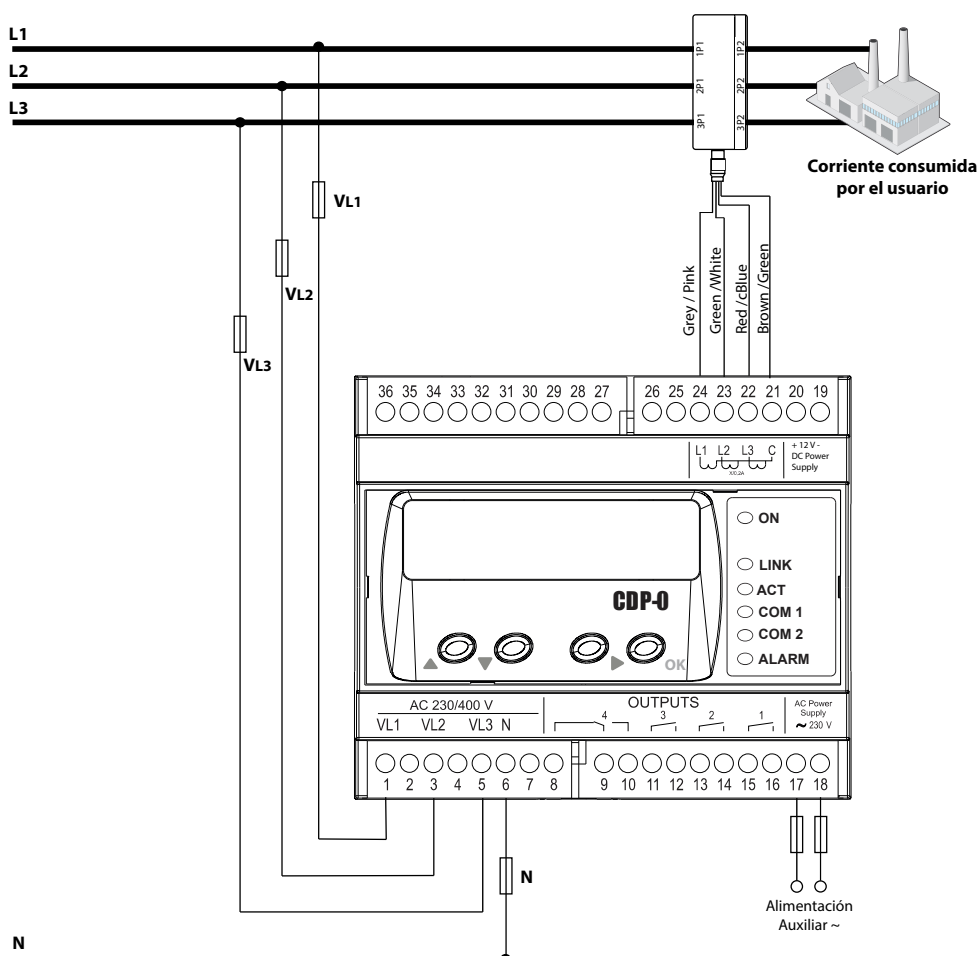 L1
L2
L3
1P1
1P2
2P1
2P2
3P1
3P2
Corriente consumida
por el usuario
VL1
VL2
VL3
Grey / Pink
Green /White
Red /cBlue
Brown /Green
36 35 34 33 32 31 30 29 28 27 26 25 24 23 22 21 20 19
L1 L2 L3 C
X/0.2A
+ 12 V -
DC Power
Supply
ON
LINK
ACT
COM 1
COM 2
ALARM
CDP-0
OK
AC 230/400 V
VL1 VL2 VL3 N
OUTPUTS
4 3 2 1
AC Power
Supply
~ 230 V
1 2 3 4 5 6 7 8 9 10 11 12 13 14 15 16 17 18
N
Alimentación
Auxiliar ~
N